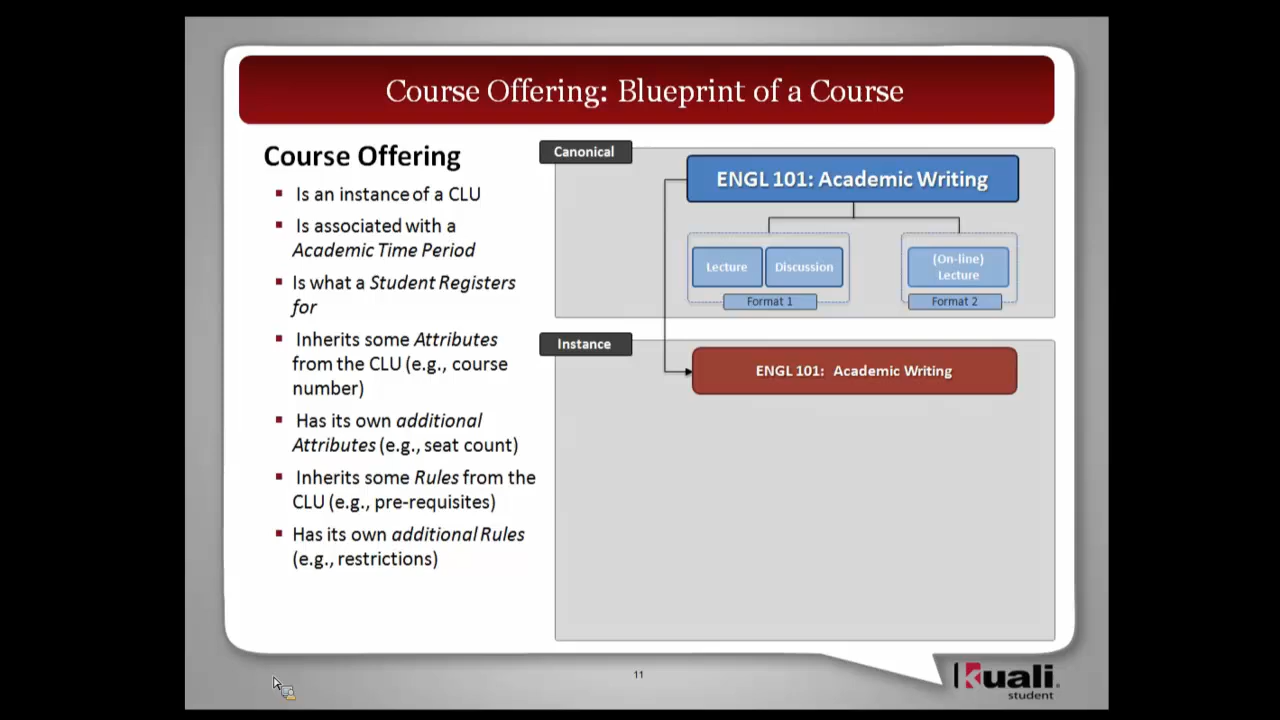 Course Offering: Blueprint of a Course
Course Offering
Is an instance of a CLU
Is associated with a
Academic Time Period
Is what a Student Registers
for
Inherits some Attributes
from the CLU (e.g., course
number)
Has its own additional
Attributes (e.g., seat count)
Inherits some Rules from the
CLU (e.g., pre-requisites)
Has its own additional Rules
(e.g., restrictions)
Canonical
ENGL 101: Academic Writing
Lecture
Discussion
Format 1
(On-line)
Lecture
Format 2
Instance
ENGL 101: Academic Writing
11
kuali
student